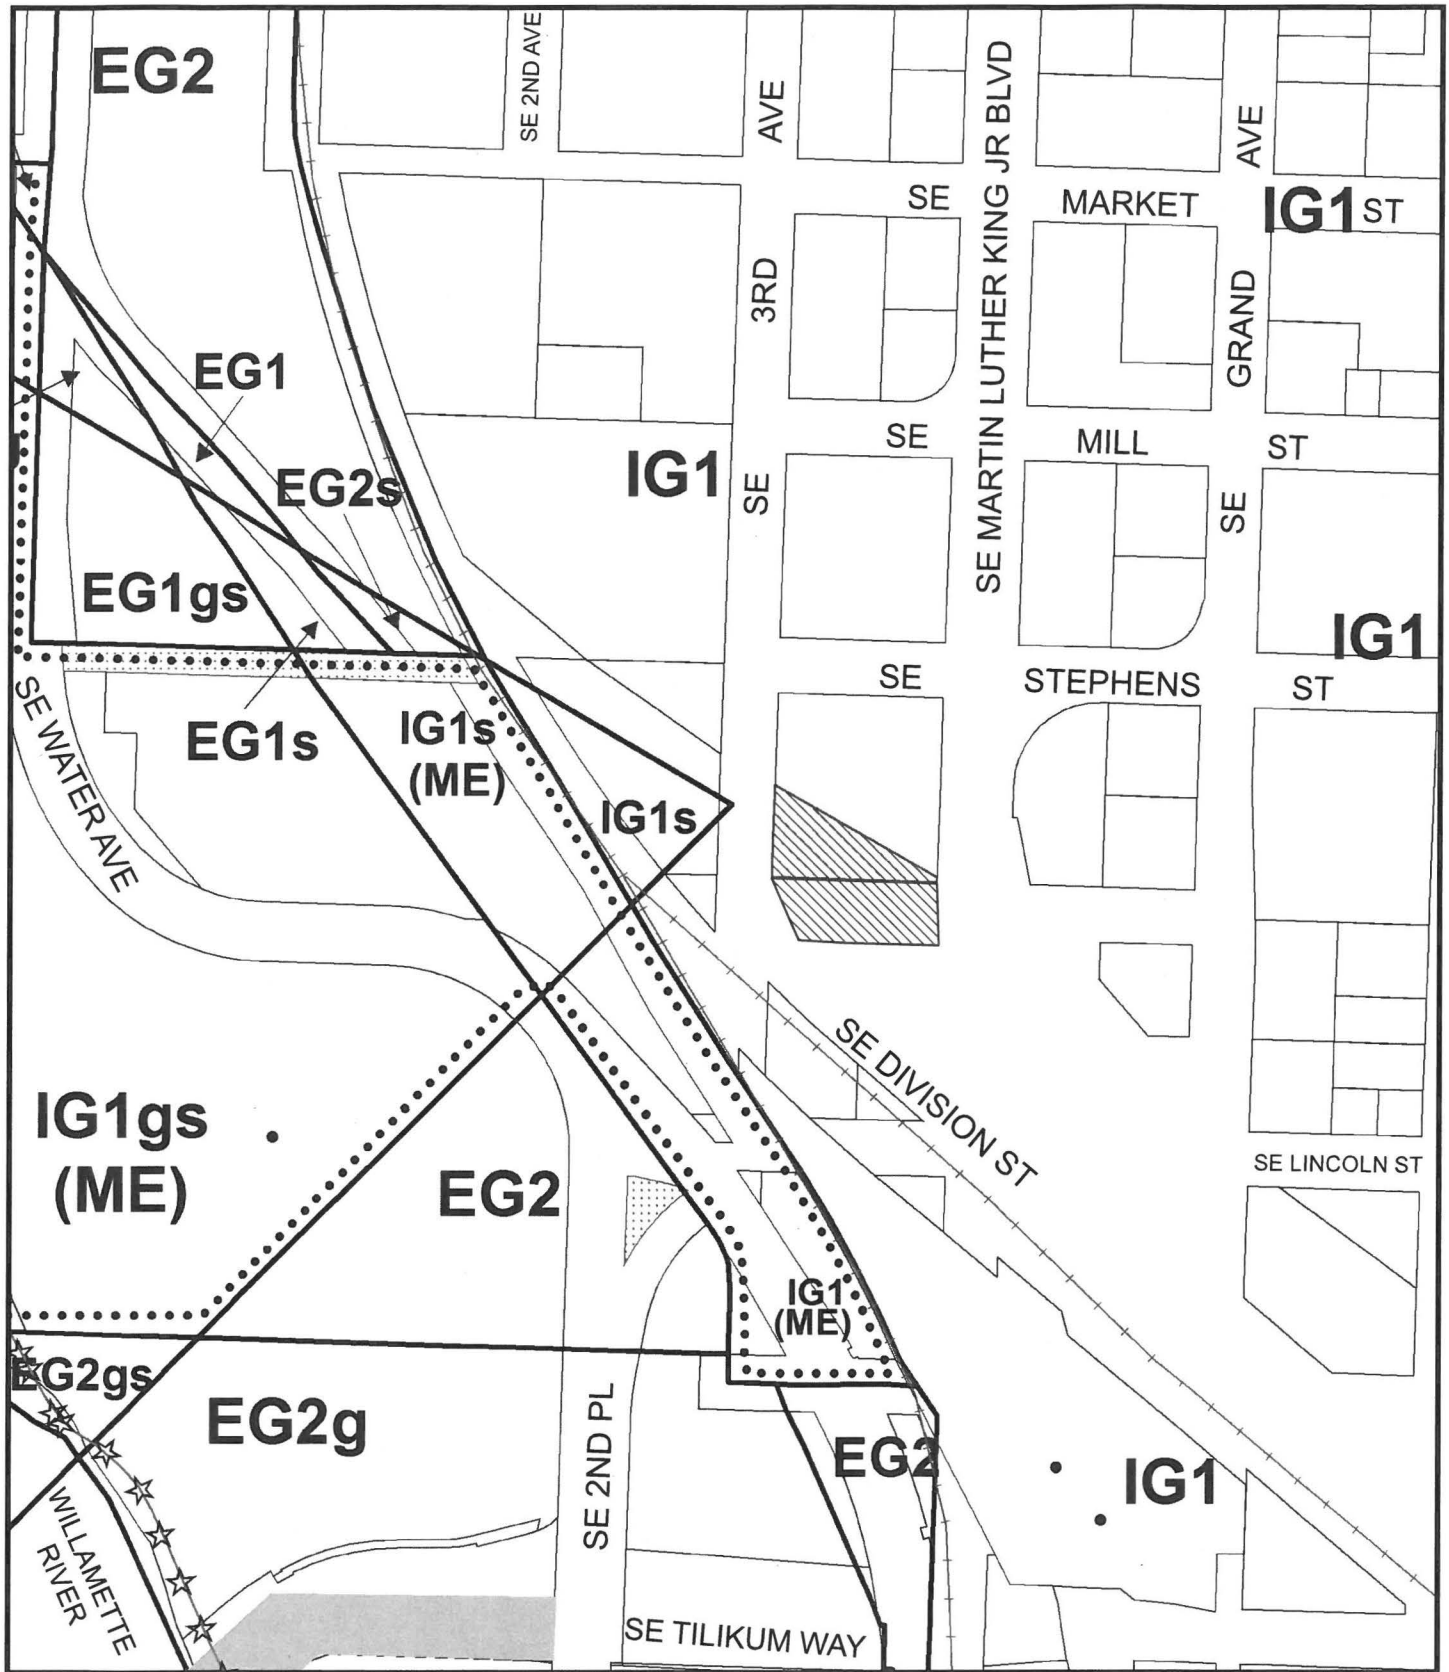 EG2
SE 2ND AVE
AVE
SE MARTIN LUTHER KING JR BLVD
AVE
SE
MARKET
IG1
ST
3RD
GRAND
EG1
EG2s
IG1
SE
SE
MILL
SE
ST
EG1gs
IG1
SE
STEPHENS
ST
SE WATER AVE
EG1s
IG1s
(ME)
IG1s
SE DIVISION ST
IG1gs
(ME)
EG2
SE LINCOLN ST
IG1
(ME)
EG2gs
EG2g
SE 2ND PL
EG2
IG1
WILLAMETTE
RIVER
SE TILIKUM WAY